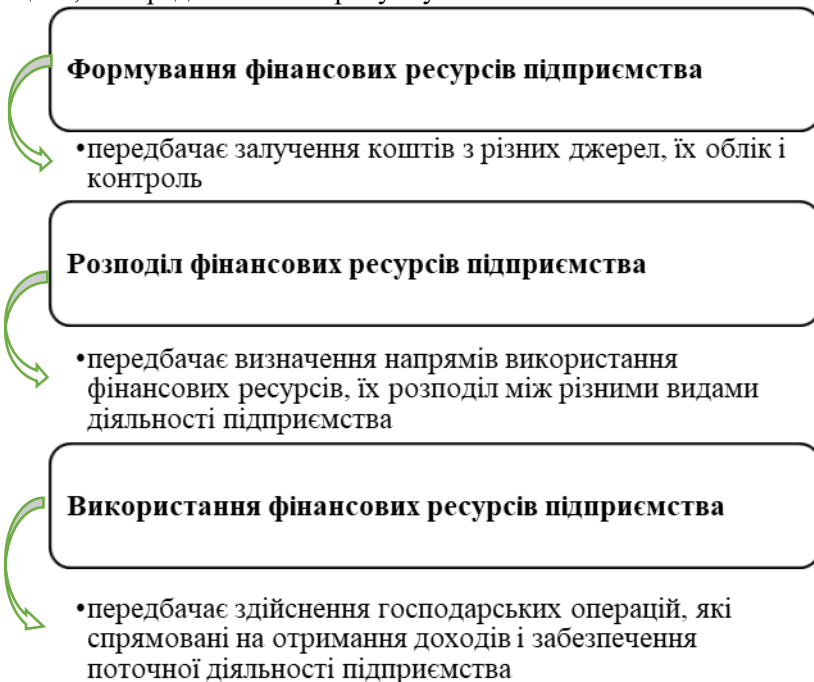 Формування фінансових ресурсів підприємства
•передбачає залучення коштів з різних джерел, їх облік і
контроль
Розподіл фінансових ресурсів підприємства
•передбачає визначення напрямів використання
фінансових ресурсів, їх розподіл між різними видами
діяльності підприємства
Використання фінансових ресурсів підприємства
•передбачає здійснення господарських операцій, які
спрямовані на отримання доходів і забезпечення
поточної діяльності підприємства